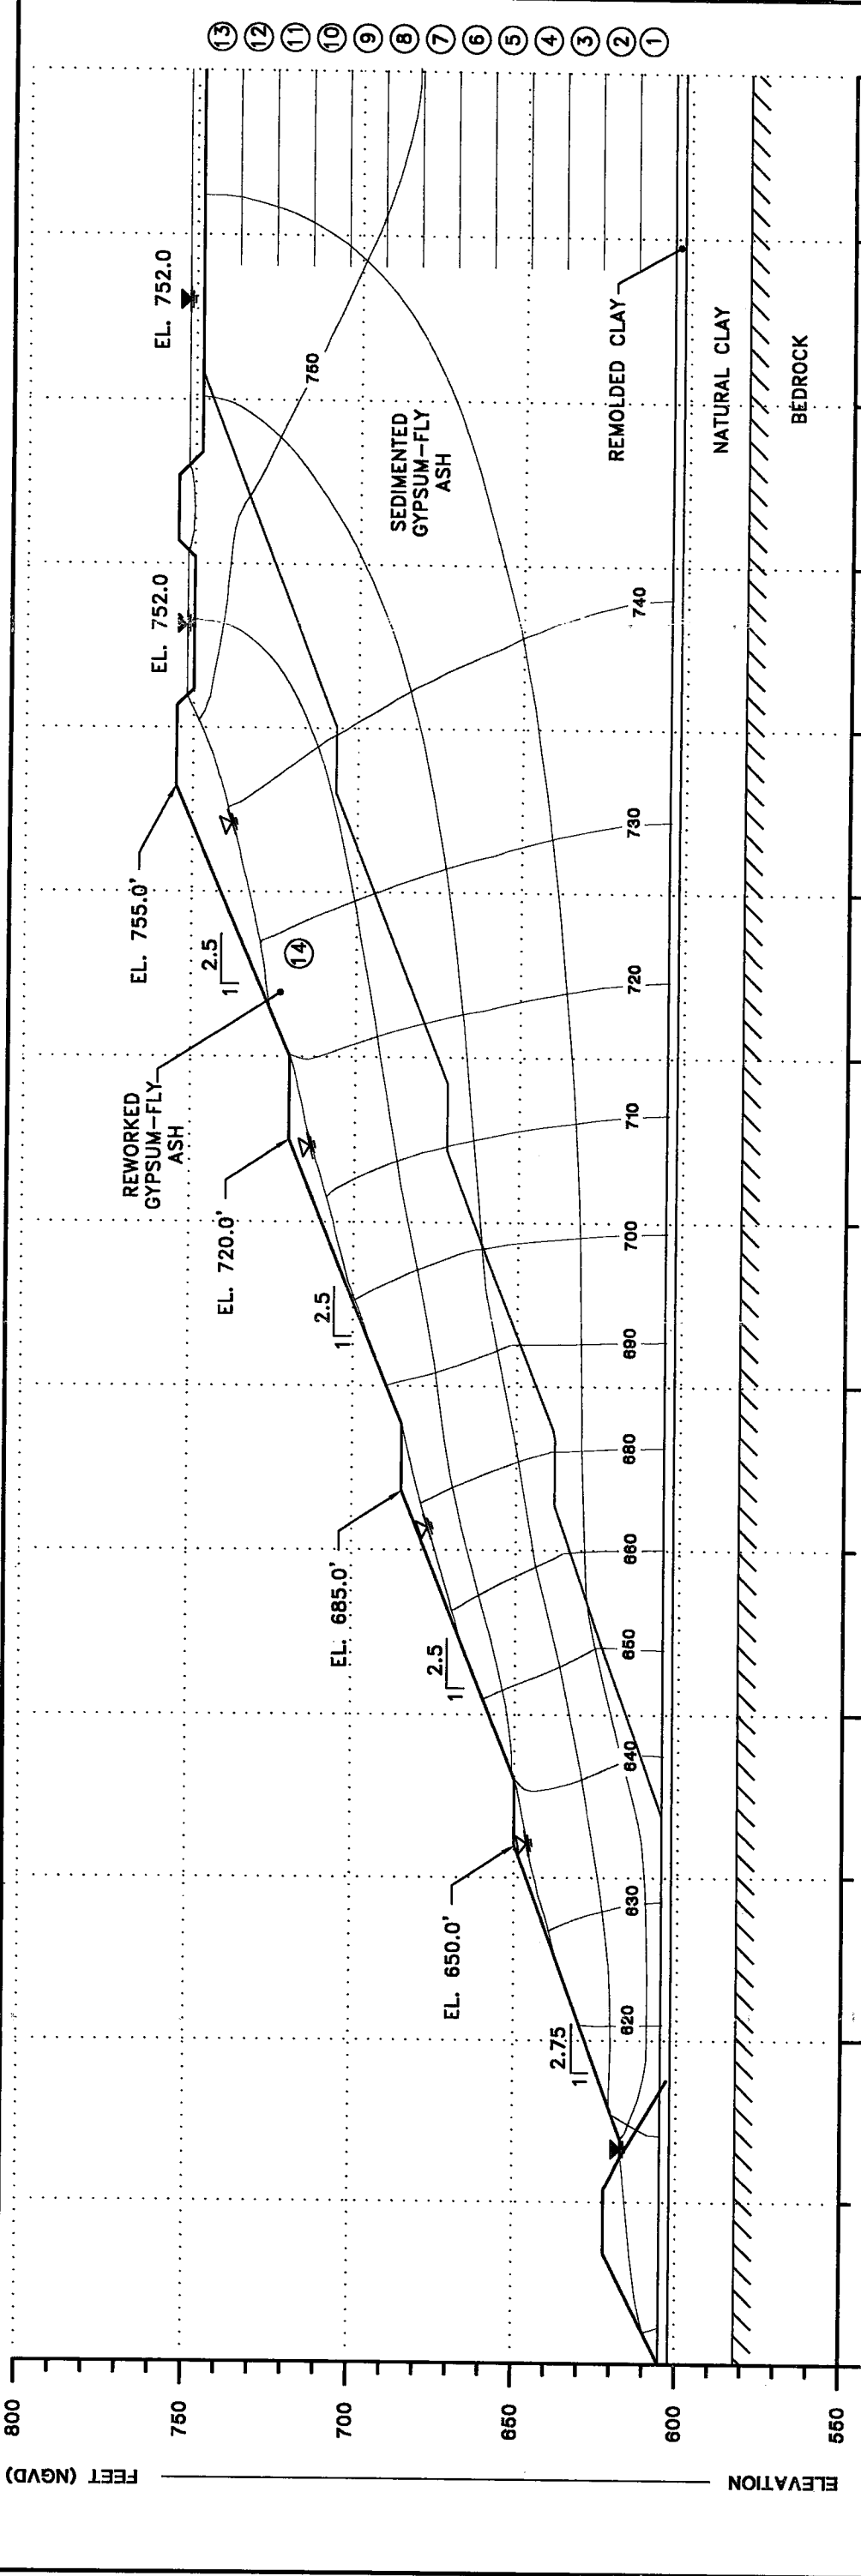 FEET (NGVD)
ELEVATION
800
750
700
650
600
550
EL. 650.0'
EL. 685.0'
EL. 720.0'
EL. 755.0'
EL. 752.0
EL. 752.0
REWORKED
GYPSUM-FLY
ASH
14
2.75
1
2.5
1
2.5
1
2.5
1
SEDIMENTED
GYPSUM-FLY
ASH
620
630
640
650
660
680
690
700
710
720
730
740
750
REMOLDED CLAY
NATURAL CLAY
BEDROCK
13
12
11
10
9
8
7
6
5
4
3
2
1